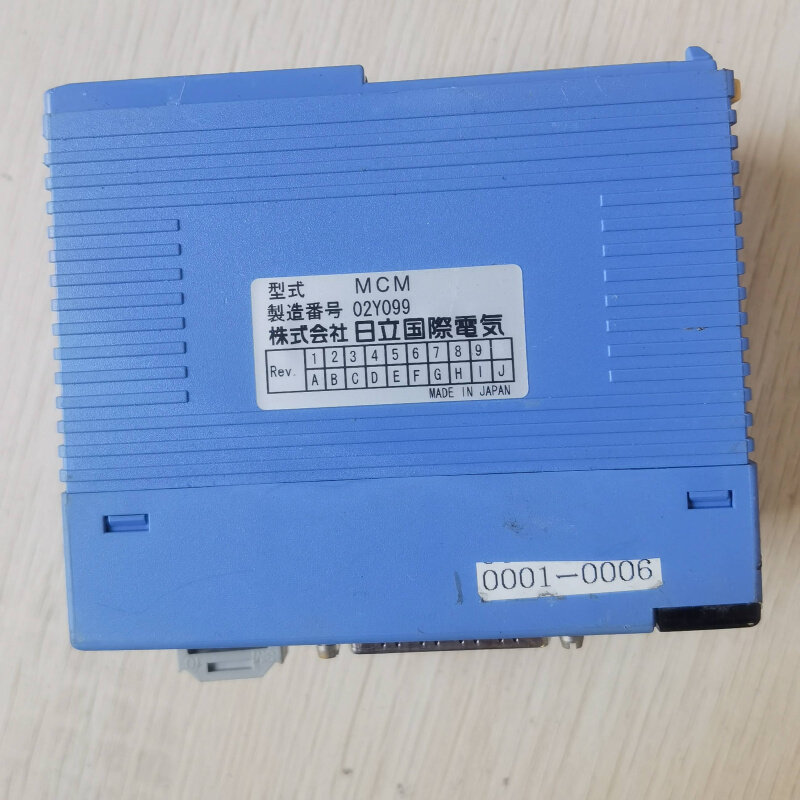 型式 MCM
製造番号 02Y099
株式会社 日立国際電気
Rev. 1 2 3 4 5 6 7 8 9
A B C D E F G H I J
MADE IN JAPAN
0001-0006